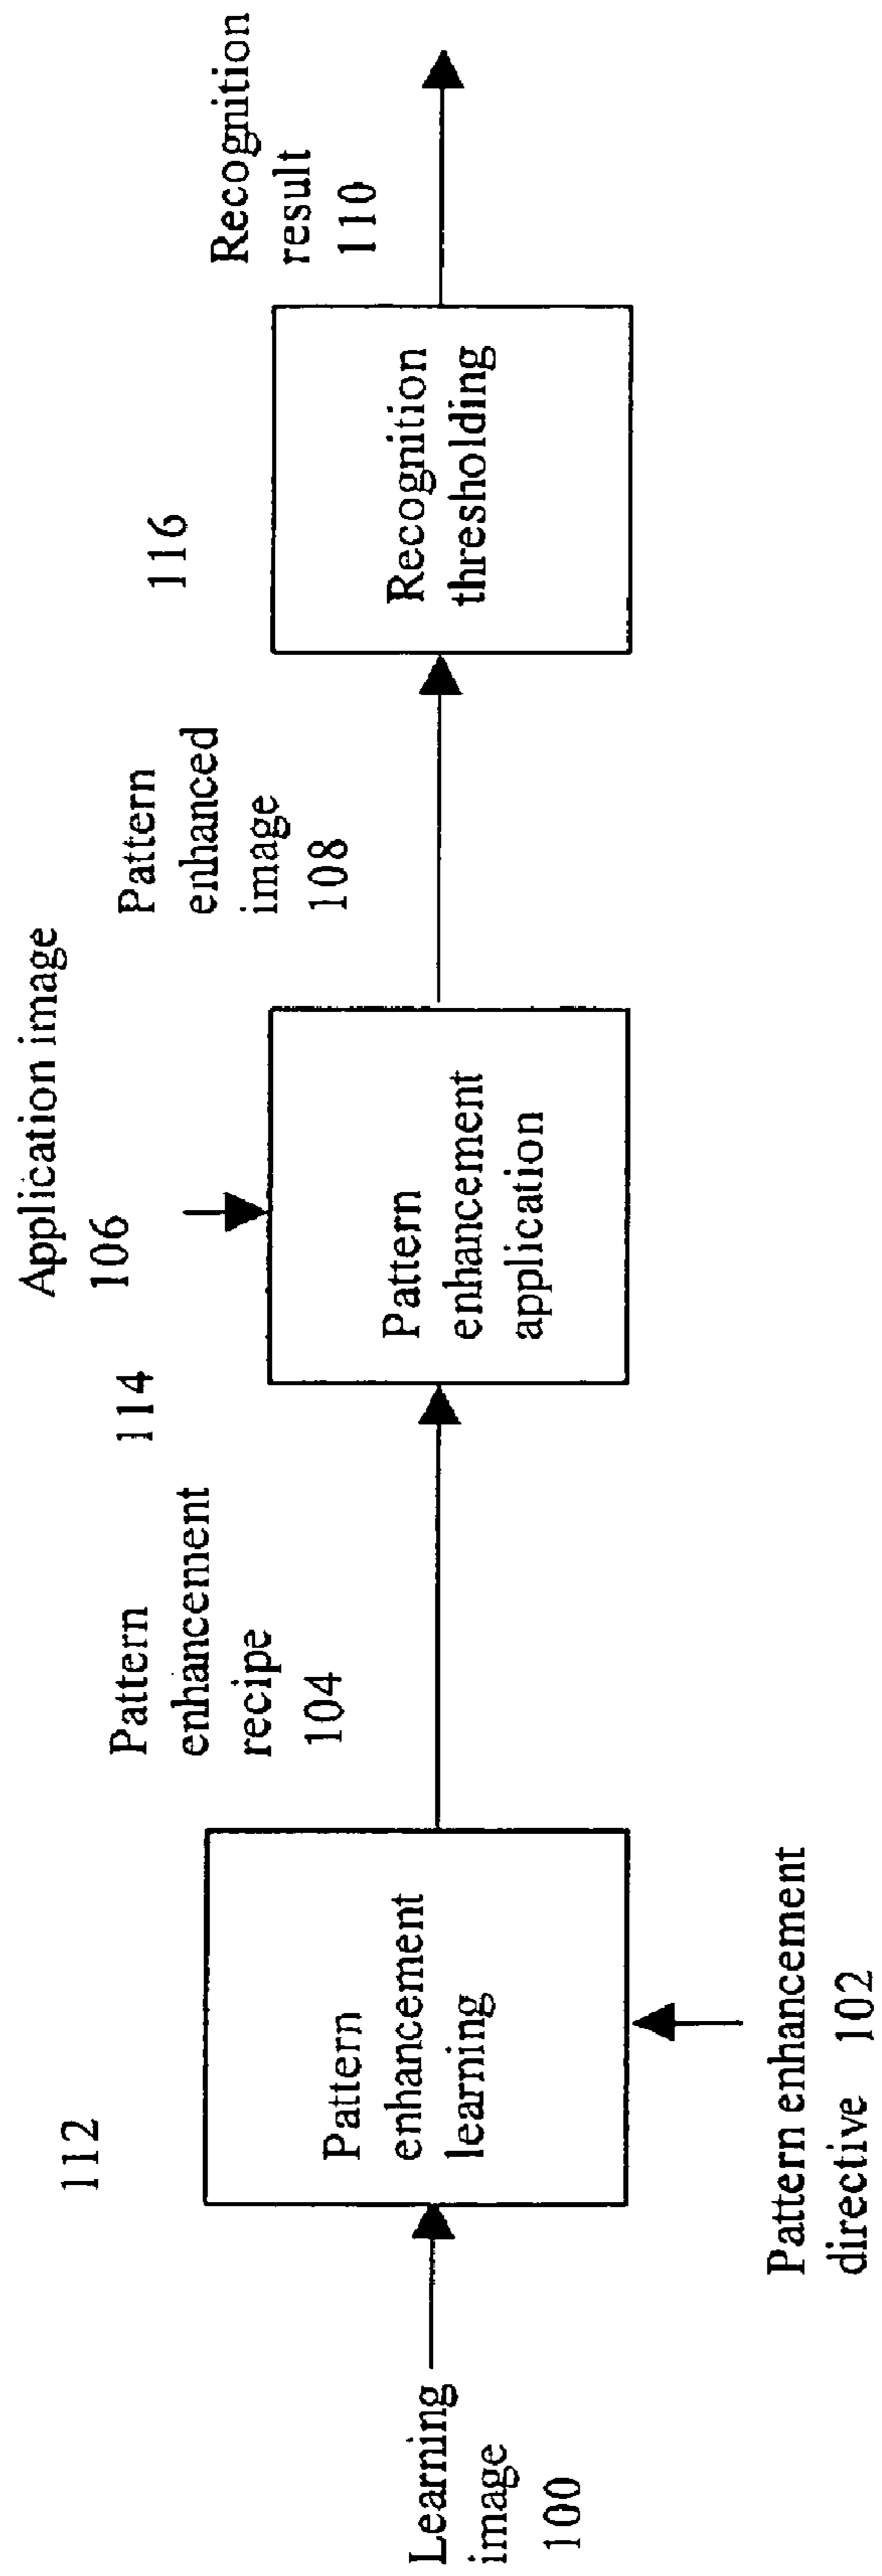 Learning
image
100
112
Pattern
enhancement
learning
Pattern enhancement
directive 102
Pattern
enhancement
recipe
104
114
Application image
106
Pattern
enhancement
application
Pattern
enhanced
image
108
116
Recognition
thresholding
Recognition
result
110